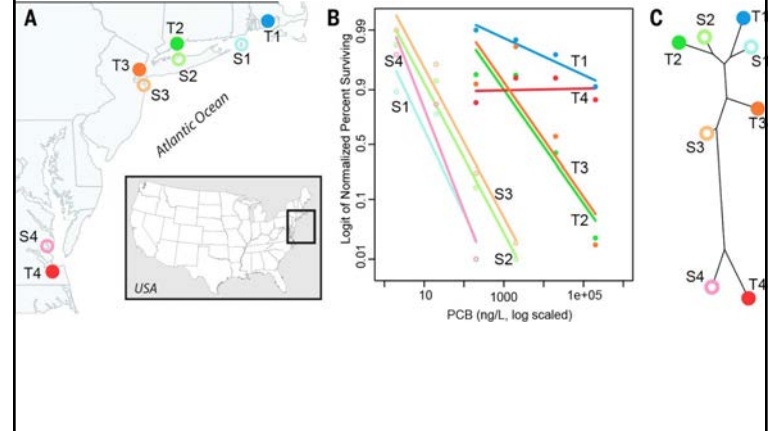 A
T2
T1
S1
S2
T3
S3
Atlantic Ocean
S4
T4
USA
B
Logit of Normalized Percent Surviving
0.99
0.9
0.5
0.1
0.01
S4
S1
T1
T4
T3
S3
T2
S2
10
1000
1e+05
PCB (ng/L, log scaled)
C
S2
T1
T2
S1
T3
S3
S4
T4